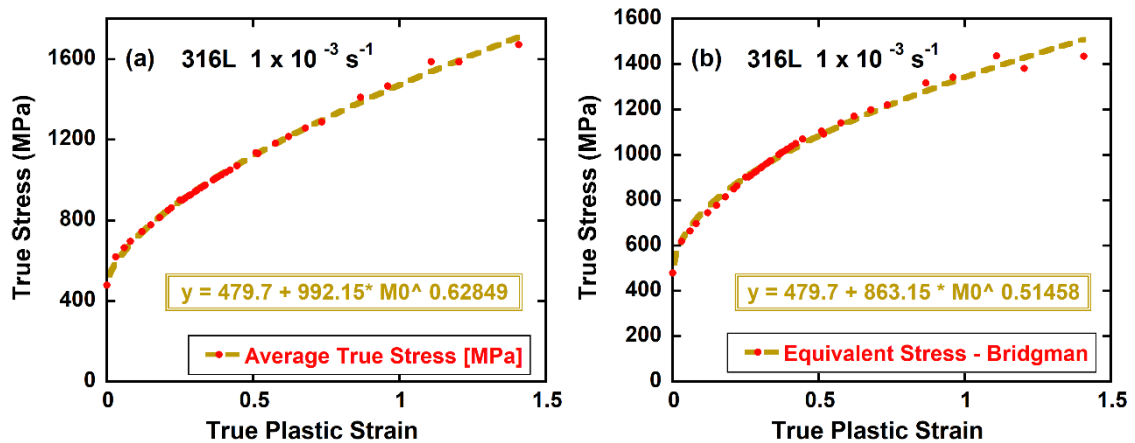 (a) 316L 1 x 10 -3 s-1
True Stress (MPa)
1600
1200
800
400
0
y = 479.7 + 992.15* M0^ 0.62849
Average True Stress [MPa]
0 0.5 1 1.5
True Plastic Strain
(b) 316L 1 x 10 -3 s-1
True Stress (MPa)
1600
1400
1200
1000
800
600
400
200
0
y = 479.7 + 863.15 * M0^ 0.51458
Equivalent Stress - Bridgman
0 0.5 1 1.5
True Plastic Strain